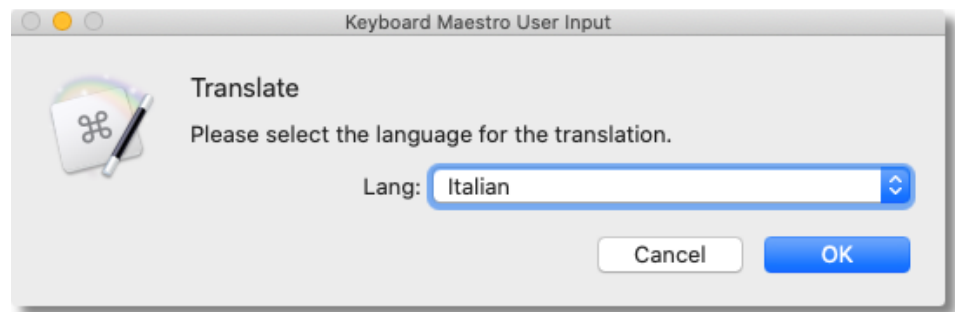 Keyboard Maestro User Input
Translate
Please select the language for the translation.
Lang: Italian
Cancel OK